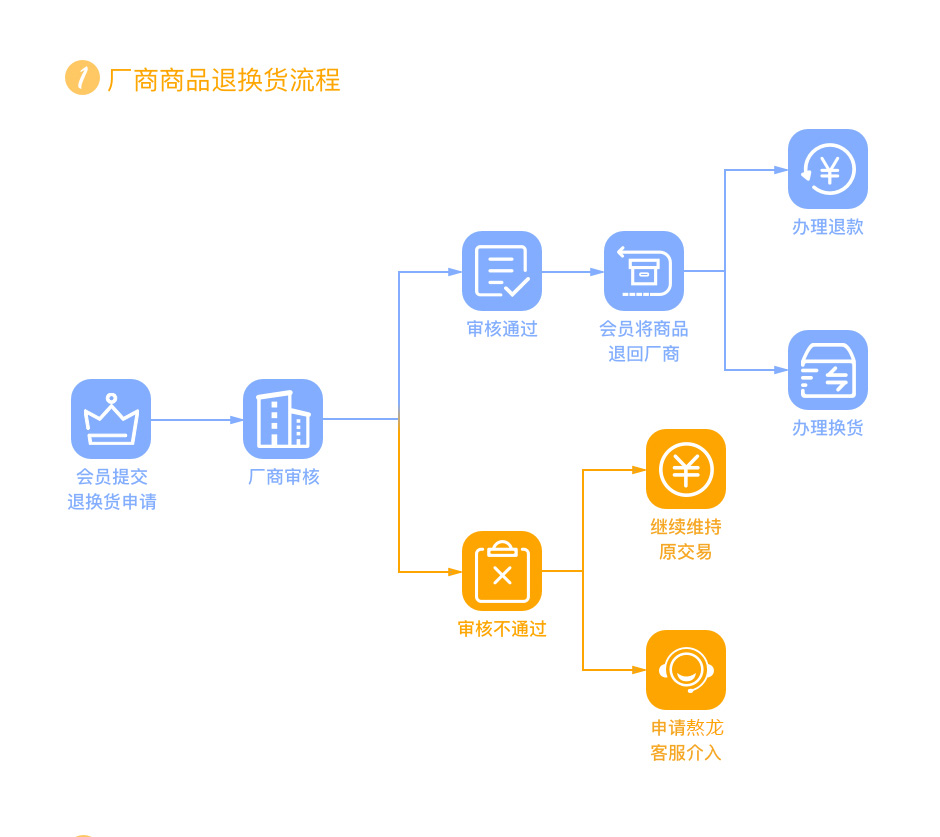 1 厂商商品退换货流程
办理退款
审核通过
会员将商品
退回厂商
办理换货
会员提交
退换货申请
厂商审核
继续维持
原交易
审核不通过
申请熬龙
客服介入